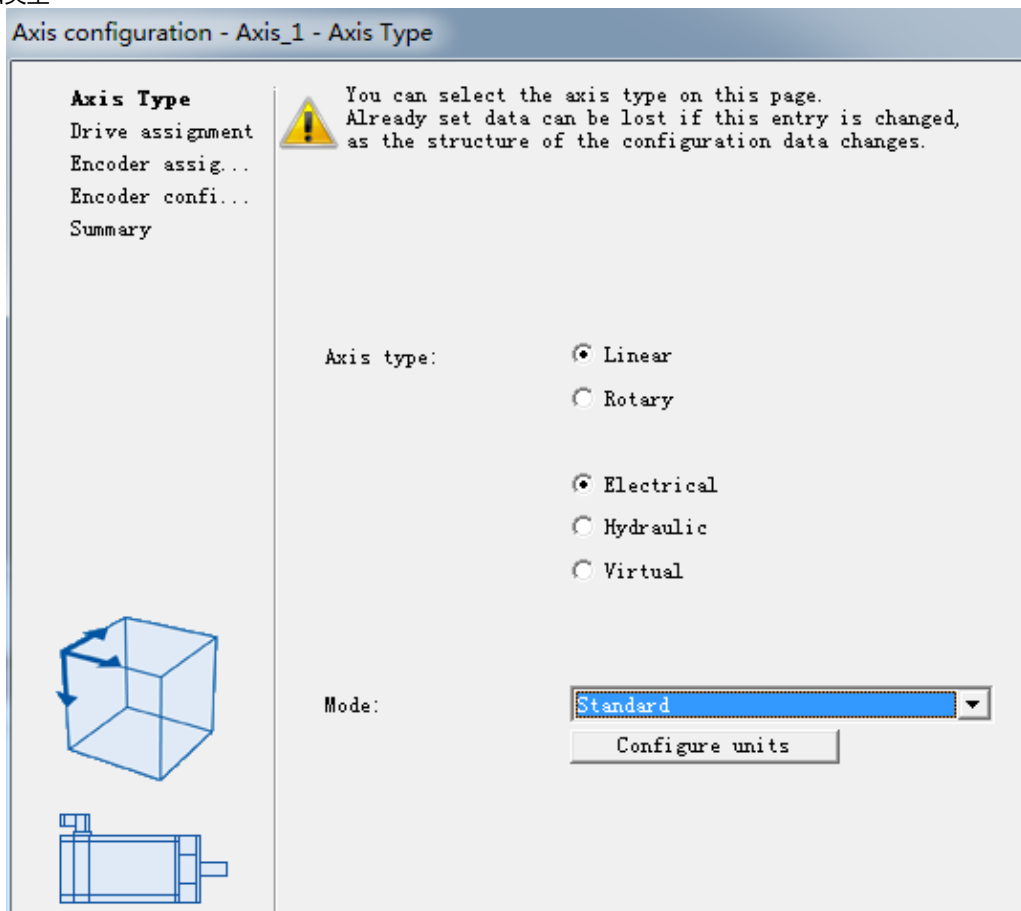 Axis configuration - Axis_1 - Axis Type
Axis Type
Drive assignment
Encoder assig...
Encoder confi...
Summary
You can select the axis type on this page.
Already set data can be lost if this entry is changed,
as the structure of the configuration data changes.
Axis type:
Linear
Rotary
Electrical
Hydraulic
Virtual
Mode:
Standard
Configure units